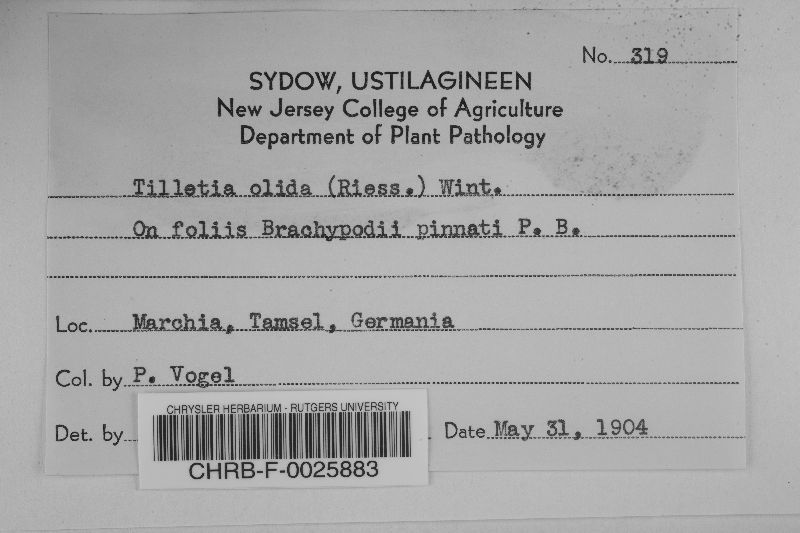 No. 319
SYDOW, USTILAGINEEN
New Jersey College of Agriculture
Department of Plant Pathology
Tilletia olida (Riess.) Wint.
On foliis Brachypodii pinnati P. B.
Loc. Marchia, Tamsel, Germania
Col. by P. Vogel
Det. by Date May 31, 1904
CHRYSLER HERBARIUM - RUTGERS UNIVERSITY
CHRB-F-0025883